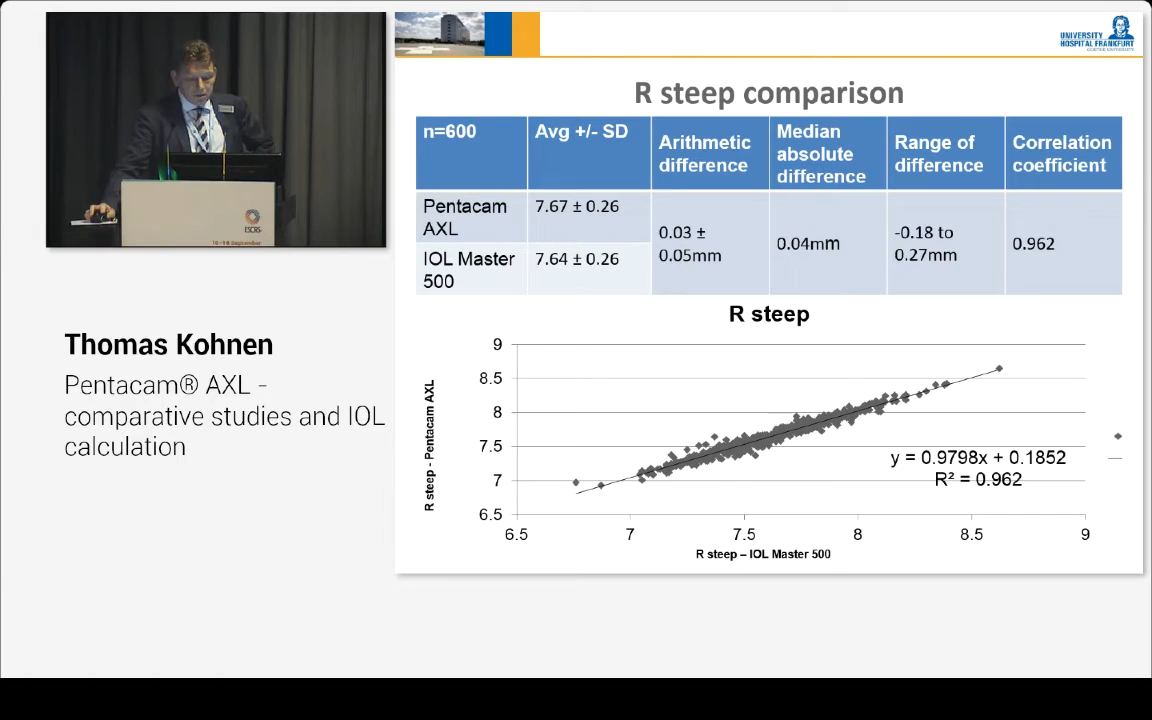 UNIVERSITY
HOSPITAL FRANKFURT
R steep comparison
n=600
Avg +/- SD
Arithmetic
difference
Median
absolute
difference
Range of
difference
Correlation
coefficient
Pentacam
AXL
7.67 ± 0.26
0.03 ±
0.05mm
0.04mm
-0.18 to
0.27mm
0.962
IOL Master
500
7.64 ± 0.26
ESCRS
Thomas Kohnen
Pentacam® AXL -
comparative studies and IOL
calculation
R steep
R steep - Pentacam AXL
9
8.5
8
7.5
7
6.5
y = 0.9798x + 0.1852
R² = 0.962
6.5
7
7.5
8
8.5
9
R steep – IOL Master 500